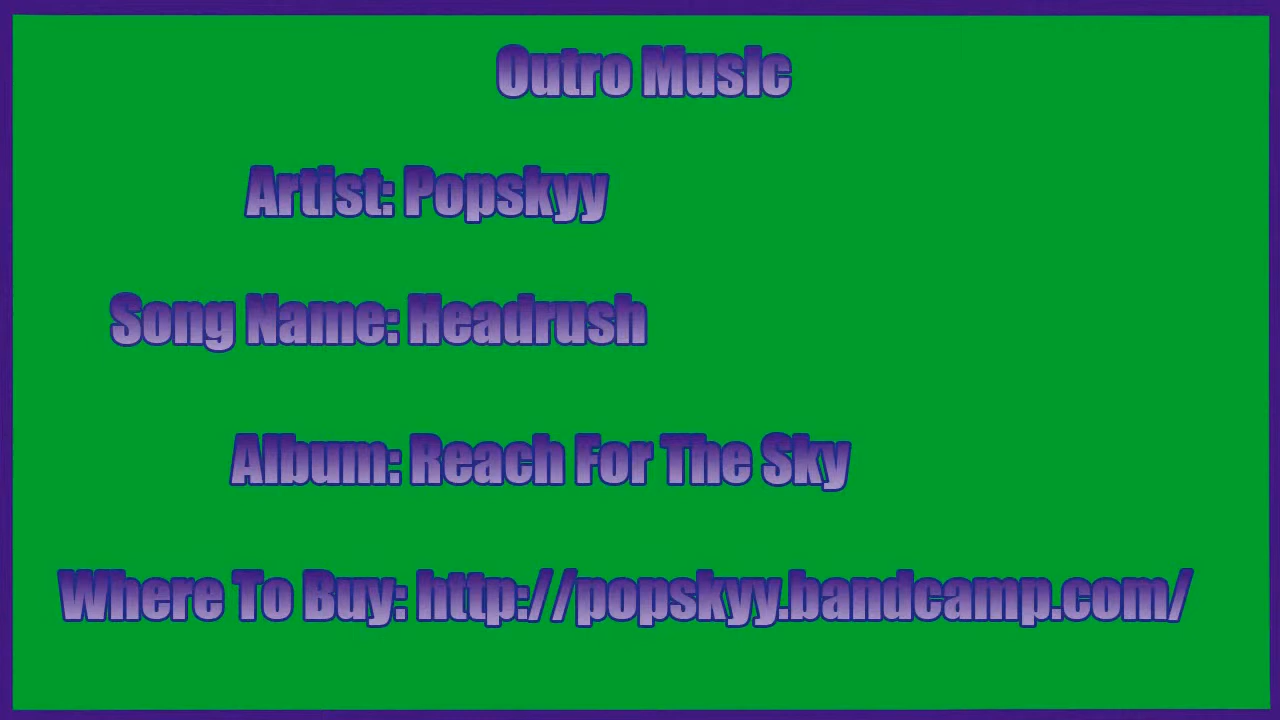 Outro Music
Artist: Popskyy
Song Name: Headrush
Album: Reach For The Sky
Where To Buy: http://popskyy.bandcamp.com/